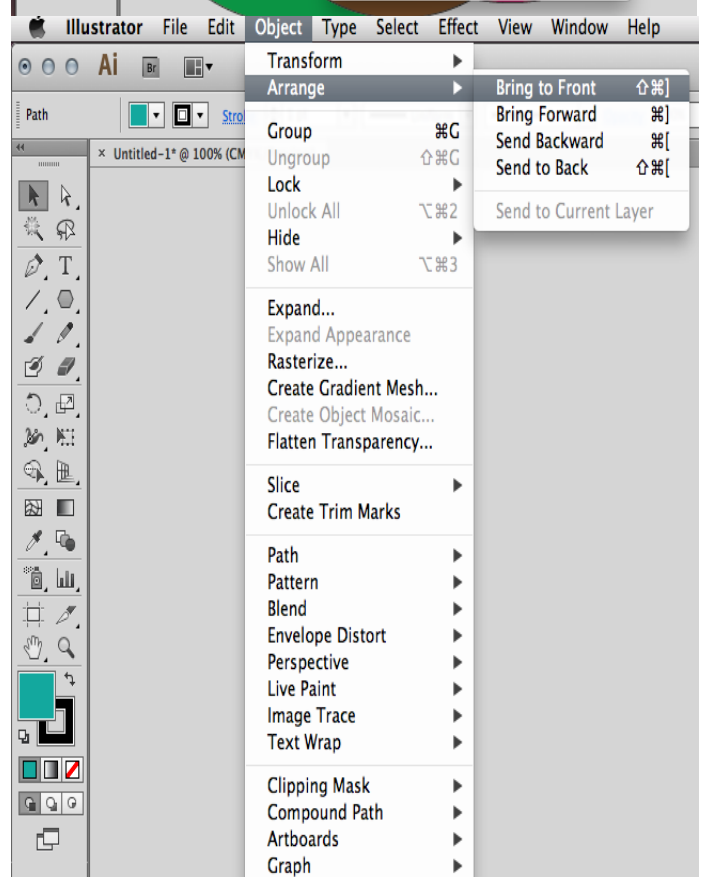 Illustrator File Edit Object Type Select Effect View Window Help
Ai Br
Path
× Untitled-1* @ 100% (CM
Transform
Arrange
Group ⌘G
Ungroup ⇧⌘G
Lock
Unlock All ⌥⌘2
Hide
Show All ⌥⌘3
Expand...
Expand Appearance
Rasterize...
Create Gradient Mesh...
Create Object Mosaic...
Flatten Transparency...
Slice
Create Trim Marks
Path
Pattern
Blend
Envelope Distort
Perspective
Live Paint
Image Trace
Text Wrap
Clipping Mask
Compound Path
Artboards
Graph
Bring to Front ⇧⌘]
Bring Forward ⌘]
Send Backward ⌘[
Send to Back ⇧⌘[
Send to Current Layer